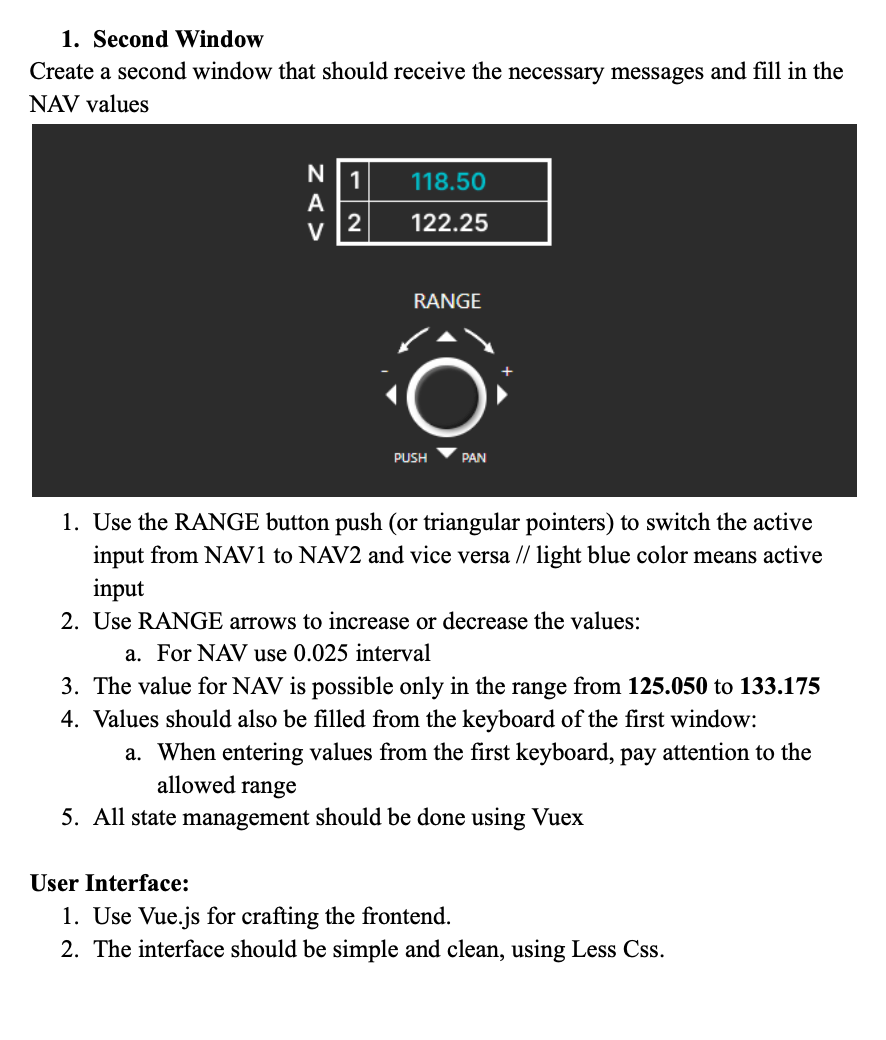 1. Second Window
Create a second window that should receive the necessary messages and fill in the
NAV values
N
A
V
1 118.50
2 122.25
RANGE
- +
PUSH PAN
1. Use the RANGE button push (or triangular pointers) to switch the active
input from NAV1 to NAV2 and vice versa // light blue color means active
input
2. Use RANGE arrows to increase or decrease the values:
a. For NAV use 0.025 interval
3. The value for NAV is possible only in the range from 125.050 to 133.175
4. Values should also be filled from the keyboard of the first window:
a. When entering values from the first keyboard, pay attention to the
allowed range
5. All state management should be done using Vuex
User Interface:
1. Use Vue.js for crafting the frontend.
2. The interface should be simple and clean, using Less Css.